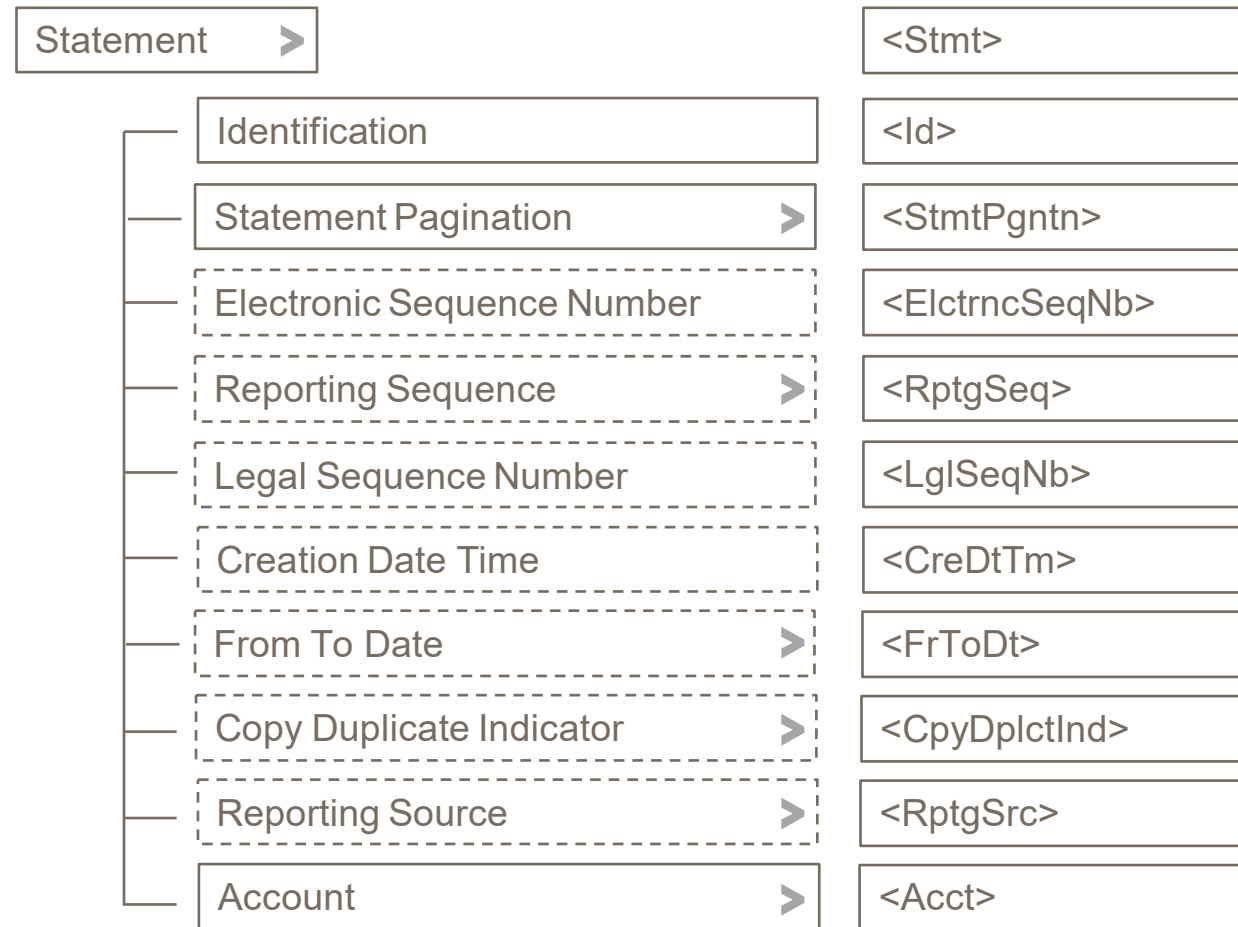 Statement > <Stmt>
Identification <Id>
Statement Pagination > <StmtPgntn>
Electronic Sequence Number <ElctrncSeqNb>
Reporting Sequence > <RptgSeq>
Legal Sequence Number <LglSeqNb>
Creation Date Time <CreDtTm>
From To Date > <FrToDt>
Copy Duplicate Indicator > <CpyDplctInd>
Reporting Source > <RptgSrc>
Account > <Acct>